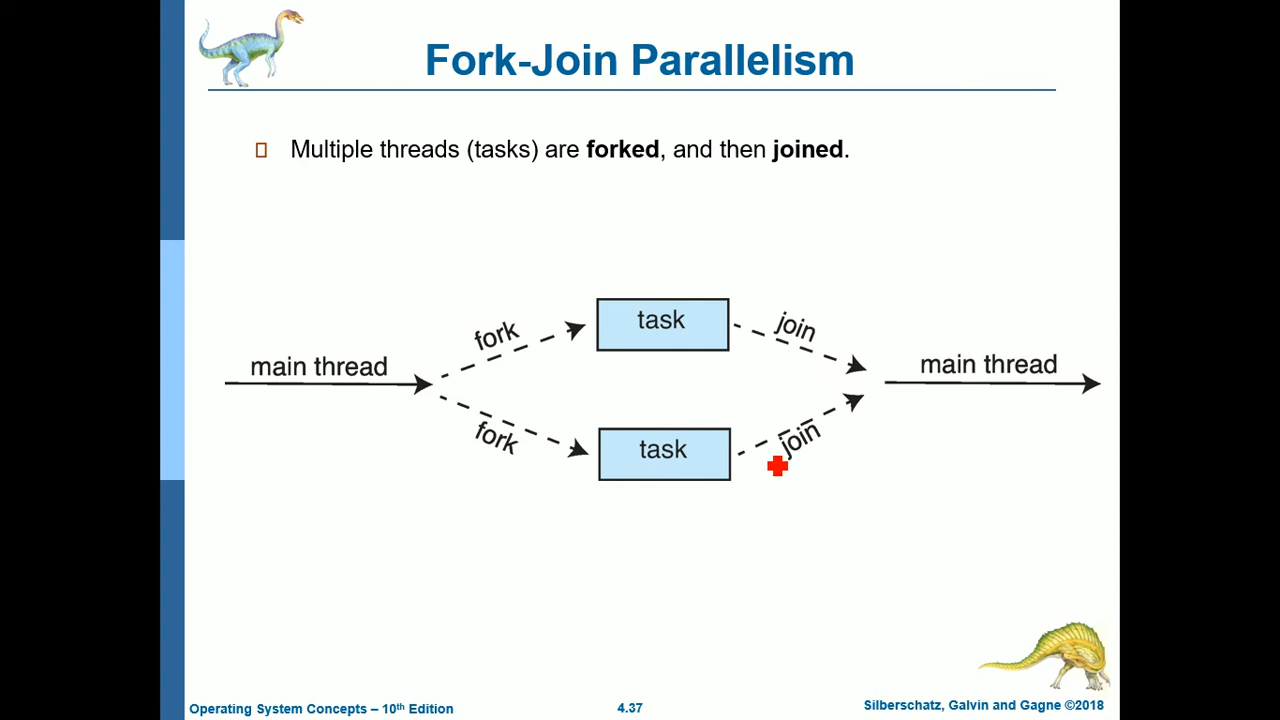 Fork-Join Parallelism
Multiple threads (tasks) are forked, and then joined.
task
fork
join
main thread
main thread
fork
task
join
Operating System Concepts – 10th Edition
4.37
Silberschatz, Galvin and Gagne ©2018